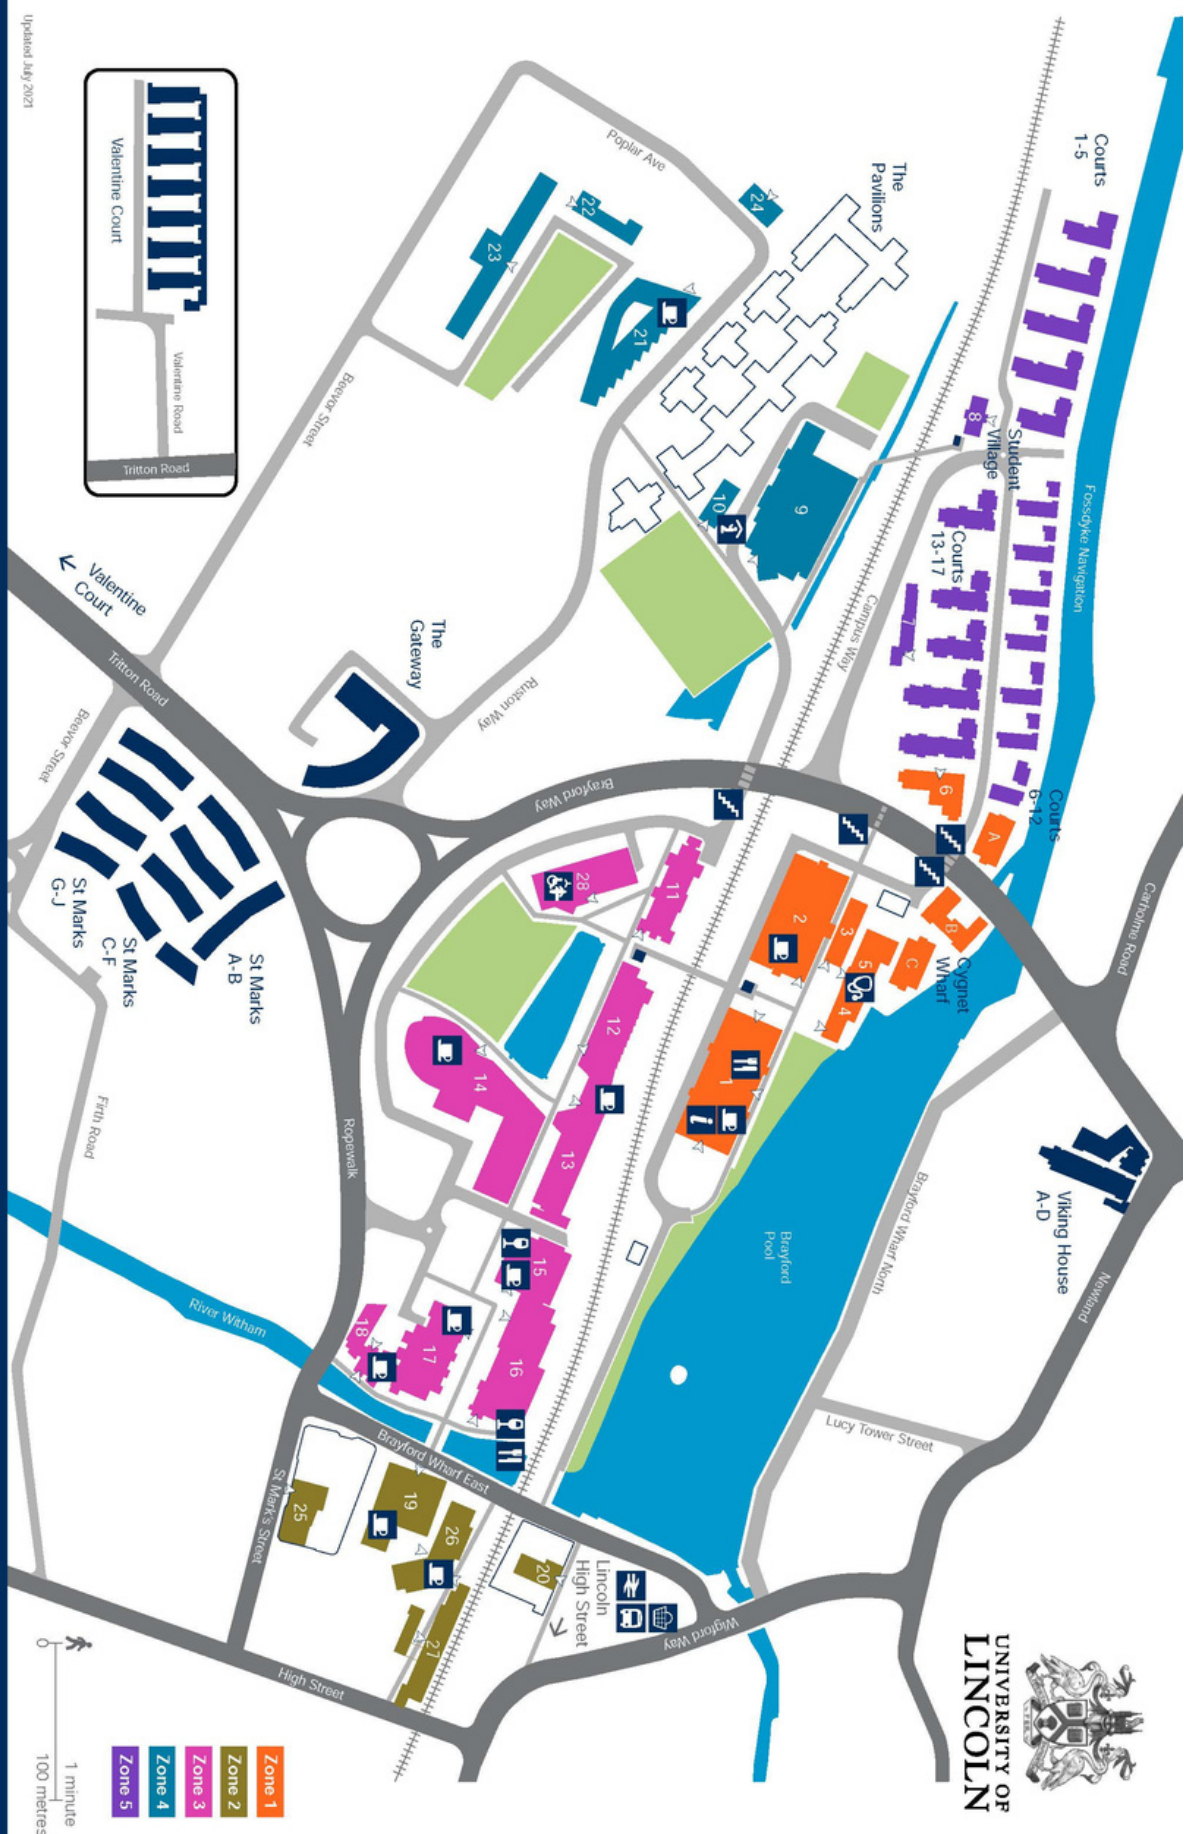 UNIVERSITY OF
LINCOLN
Updated July 2021
Valentine Court
Valentine Road
Tritton Road
Poplar Ave
Beevor Street
The
Pavilions
Courts
1-5
24
22
23
21
8
Student
Village
Fossdyke Navigation
9
10
Courts
13-17
7
Campus Way
The
Gateway
Ruston Way
Valentine
Court
Tritton Road
Beevor Street
Brayford Way
6
A
Courts
6-12
Carholme Road
St Marks
G-J
St Marks
C-F
St Marks
A-B
28
11
2
3
5
4
B
C
Cygnet
Wharf
12
14
13
1
i
Firth Road
Ropewalk
Viking House
A-D
Brayford Wharf North
Brayford
Pool
Newland
15
16
17
18
River Witham
Lucy Tower Street
Brayford Wharf East
St Mark's Street
25
19
26
20
27
Lincoln
High Street
Wigford Way
High Street
0
1 minute
100 metres
Zone 1
Zone 2
Zone 3
Zone 4
Zone 5